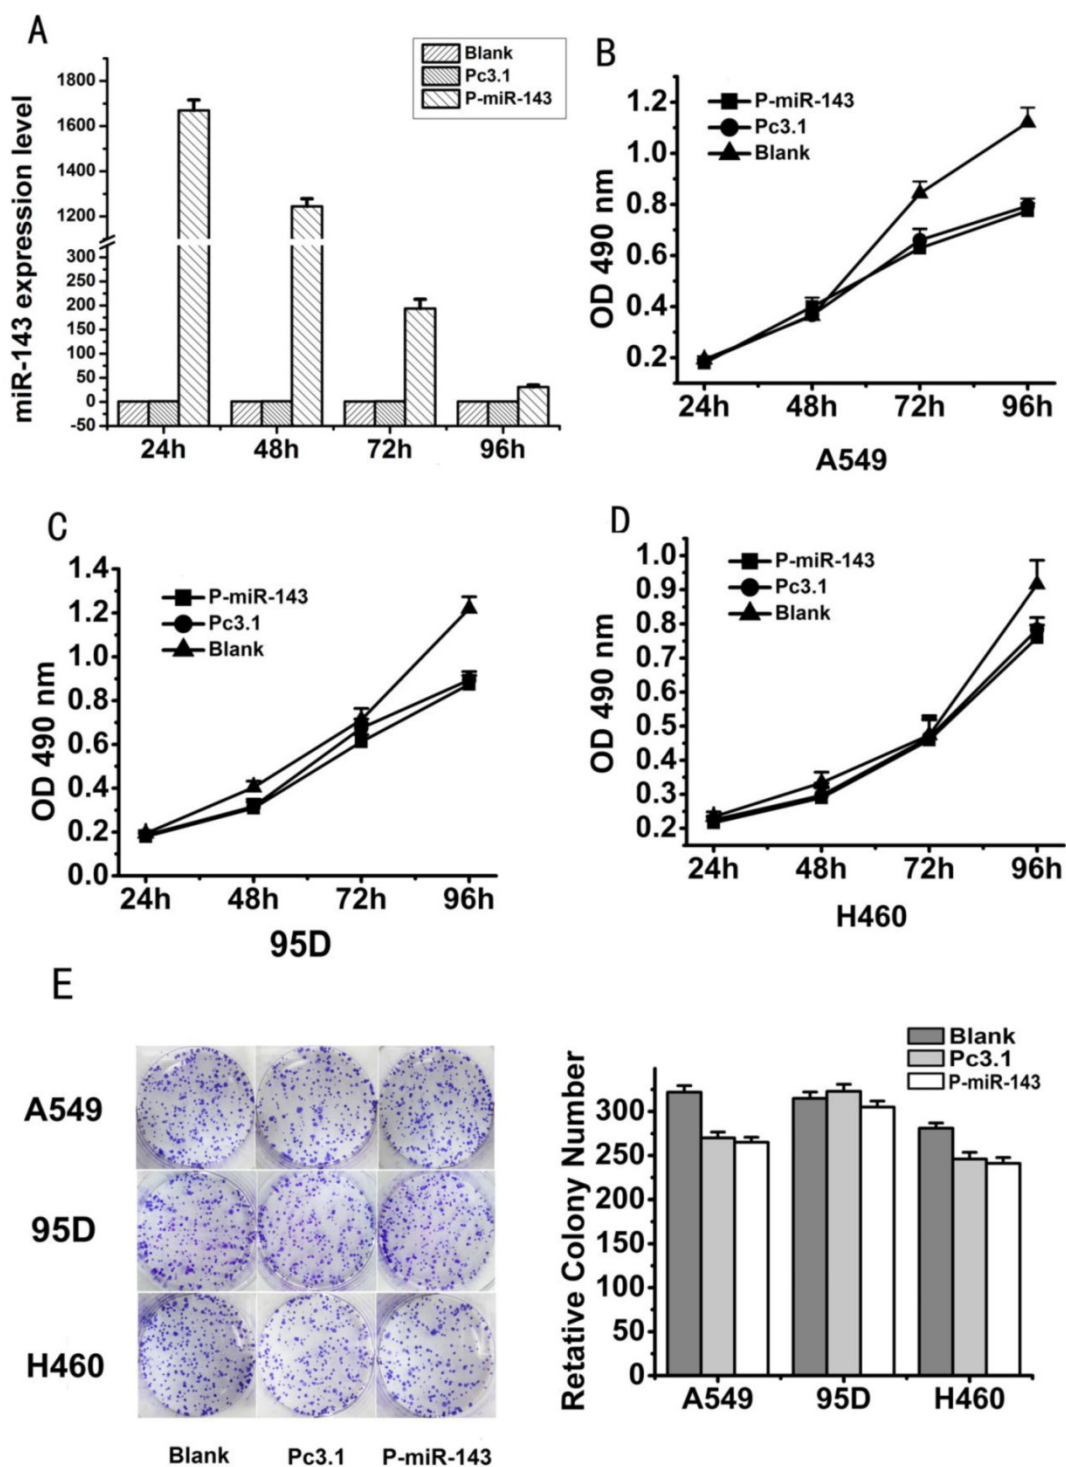 A
Blank
Pc3.1
P-miR-143
miR-143 expression level
1800
1600
1400
1200
300
250
200
150
100
50
0
-50
24h 48h 72h 96h
B
P-miR-143
Pc3.1
Blank
OD 490 nm
1.2
1.0
0.8
0.6
0.4
0.2
24h 48h 72h 96h
A549
C
P-miR-143
Pc3.1
Blank
OD 490 nm
1.4
1.2
1.0
0.8
0.6
0.4
0.2
0.0
24h 48h 72h 96h
95D
D
P-miR-143
Pc3.1
Blank
OD 490 nm
1.0
0.9
0.8
0.7
0.6
0.5
0.4
0.3
0.2
24h 48h 72h 96h
H460
E
A549
95D
H460
Blank Pc3.1 P-miR-143
Blank
Pc3.1
P-miR-143
Retative Colony Number
300
250
200
250
100
50
0
A549 95D H460